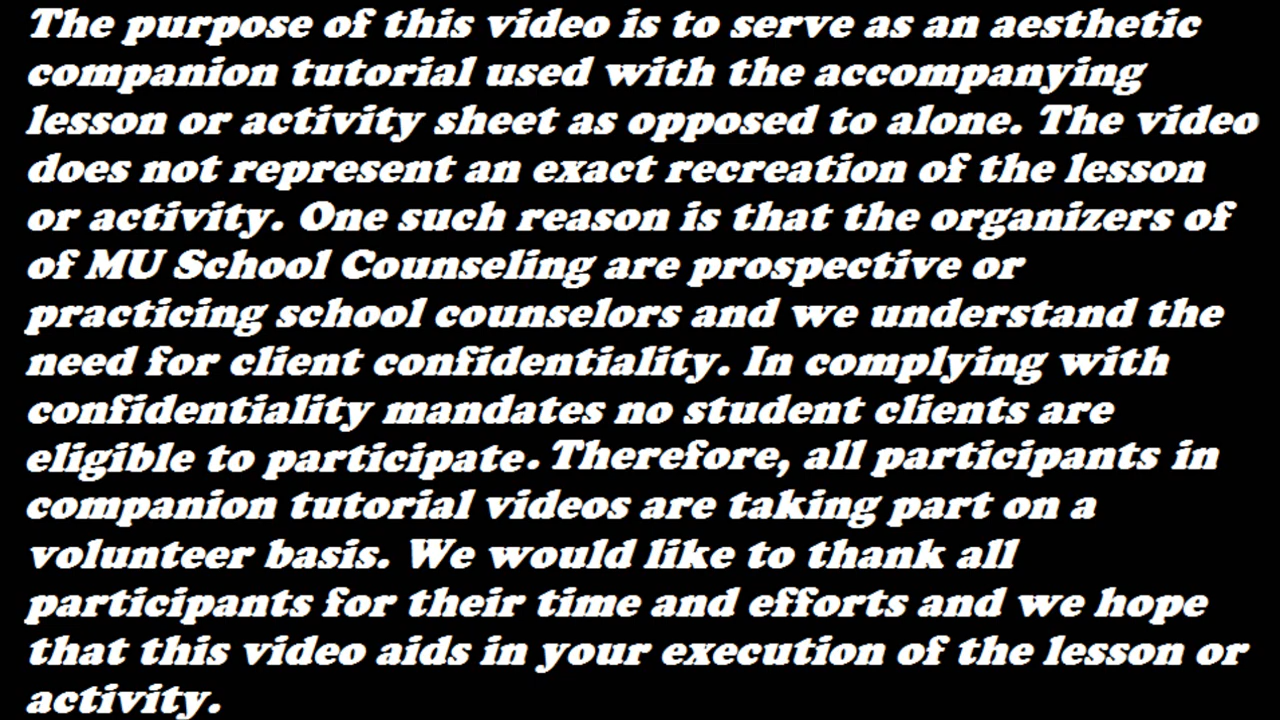 The purpose of this video is to serve as an aesthetic
companion tutorial used with the accompanying
lesson or activity sheet as opposed to alone. The video
does not represent an exact recreation of the lesson
or activity. One such reason is that the organizers of
of MU School Counseling are prospective or
practicing school counselors and we understand the
need for client confidentiality. In complying with
confidentiality mandates no student clients are
eligible to participate. Therefore, all participants in
companion tutorial videos are taking part on a
volunteer basis. We would like to thank all
participants for their time and efforts and we hope
that this video aids in your execution of the lesson or
activity.